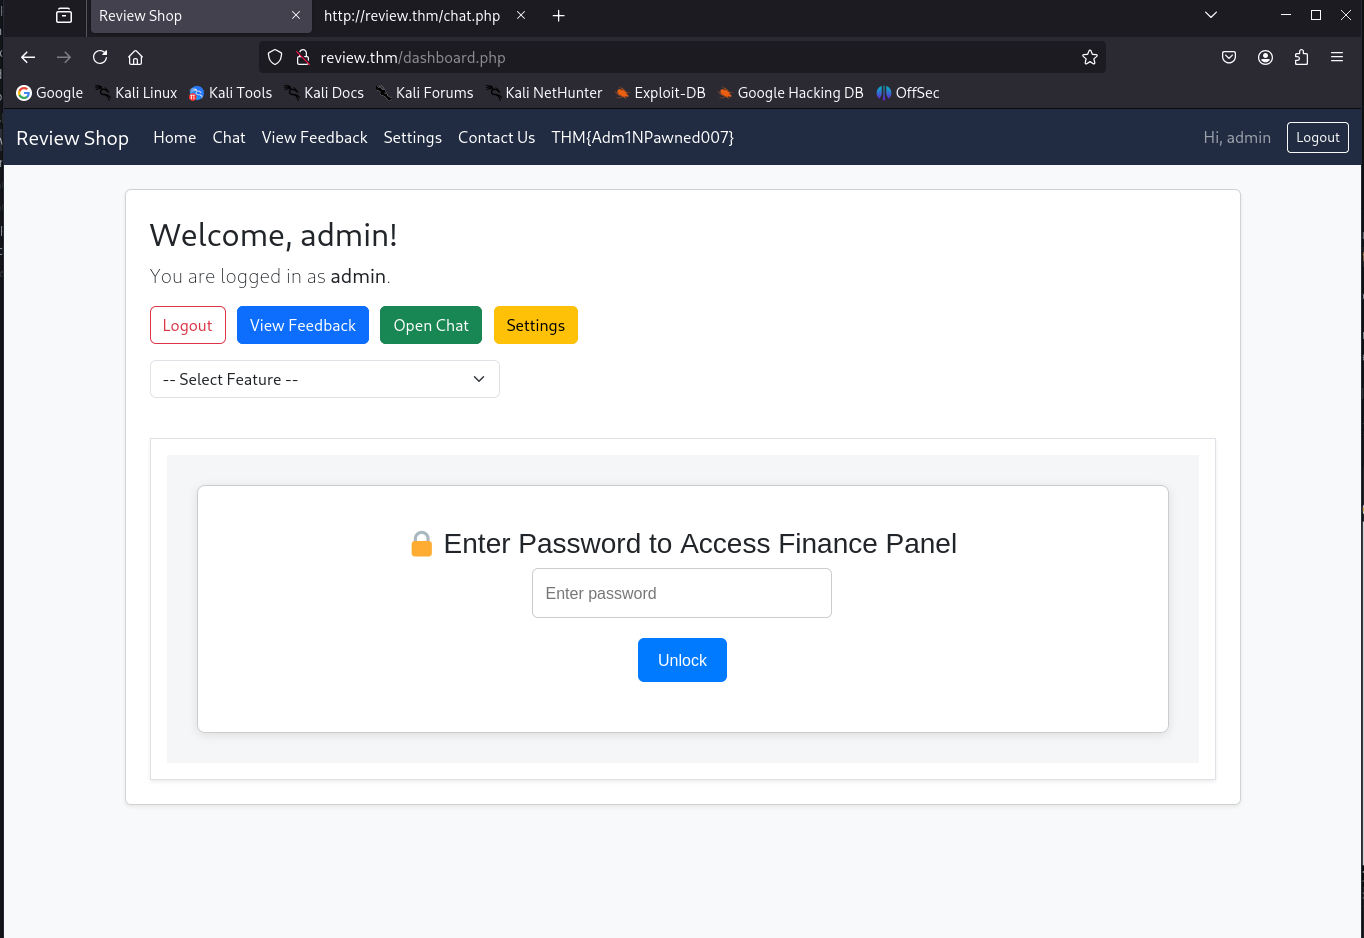 Review Shop
http://review.thm/chat.php
review.thm/dashboard.php
Google Kali Linux Kali Tools Kali Docs Kali Forums Kali NetHunter Exploit-DB Google Hacking DB OffSec
Review Shop Home Chat View Feedback Settings Contact Us THM{Adm1NPawned007} Hi, admin Logout
Welcome, admin!
You are logged in as admin.
Logout View Feedback Open Chat Settings
-- Select Feature --
Enter Password to Access Finance Panel
Enter password
Unlock